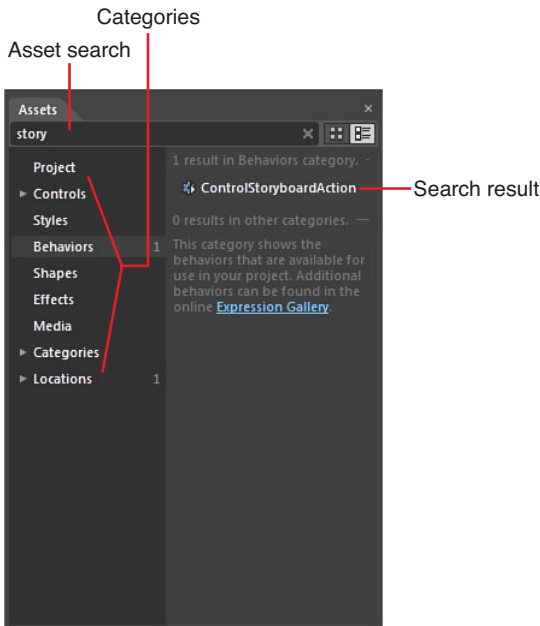 Categories
Asset search
Assets
story
Project
Controls
Styles
Behaviors 1
Shapes
Effects
Media
Categories
Locations 1
1 result in Behaviors category.
ControlStoryboardAction
0 results in other categories.
This category shows the
behaviors that are available for
use in your project. Additional
behaviors can be found in the
online Expression Gallery.
Search result